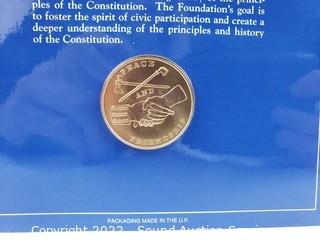 ples of the Constitution. The Foundation's goal is
to foster the spirit of civic participation and create a
deeper understanding of the principles and history
of the Constitution.
PEACE
AND
FRIENDSHIP
PACKAGING MADE IN THE U.K.
Copyright 2022 - Sound Auction Service